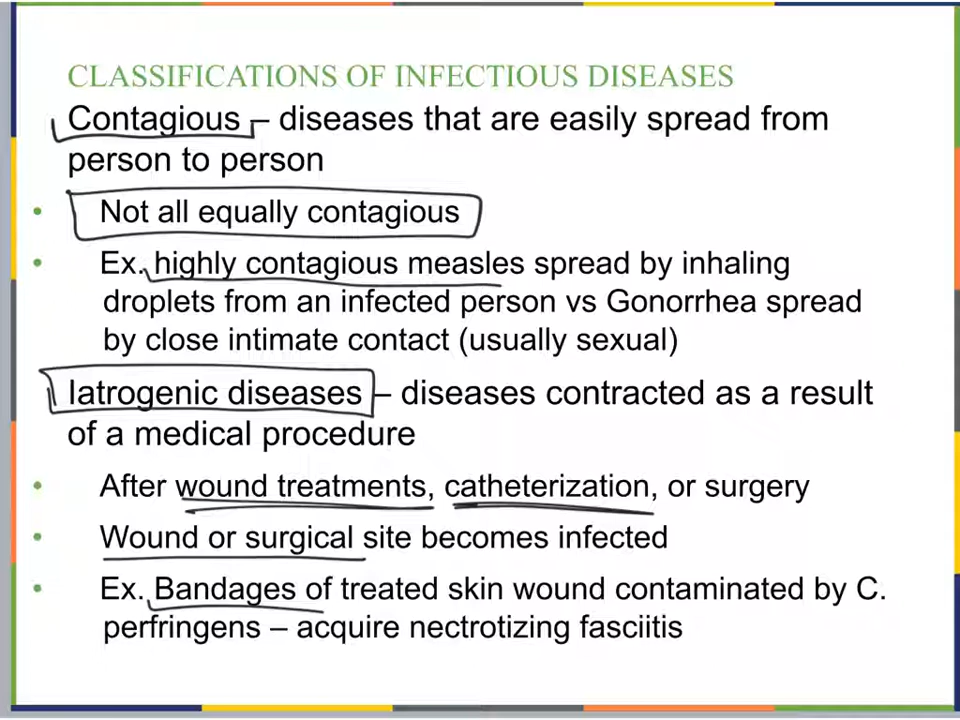 CLASSIFICATIONS OF INFECTIOUS DISEASES
Contagious – diseases that are easily spread from
person to person
• Not all equally contagious
• Ex. highly contagious measles spread by inhaling
droplets from an infected person vs Gonorrhea spread
by close intimate contact (usually sexual)
Iatrogenic diseases – diseases contracted as a result
of a medical procedure
• After wound treatments, catheterization, or surgery
• Wound or surgical site becomes infected
• Ex. Bandages of treated skin wound contaminated by C.
perfringens – acquire nectrotizing fasciitis